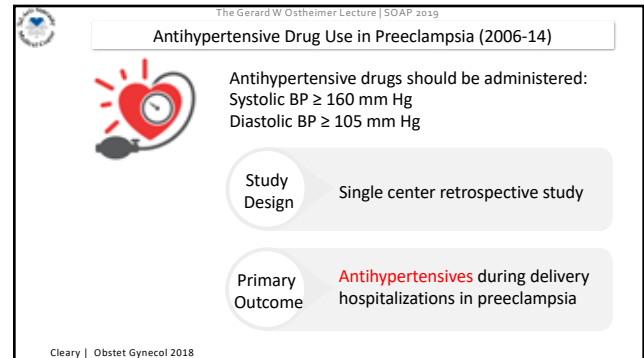 The Gerard W Ostheimer Lecture | SOAP 2019
Antihypertensive Drug Use in Preeclampsia (2006-14)
Antihypertensive drugs should be administered:
Systolic BP ≥ 160 mm Hg
Diastolic BP ≥ 105 mm Hg
Study
Design
Single center retrospective study
Primary
Outcome
Antihypertensives during delivery
hospitalizations in preeclampsia
Cleary | Obstet Gynecol 2018